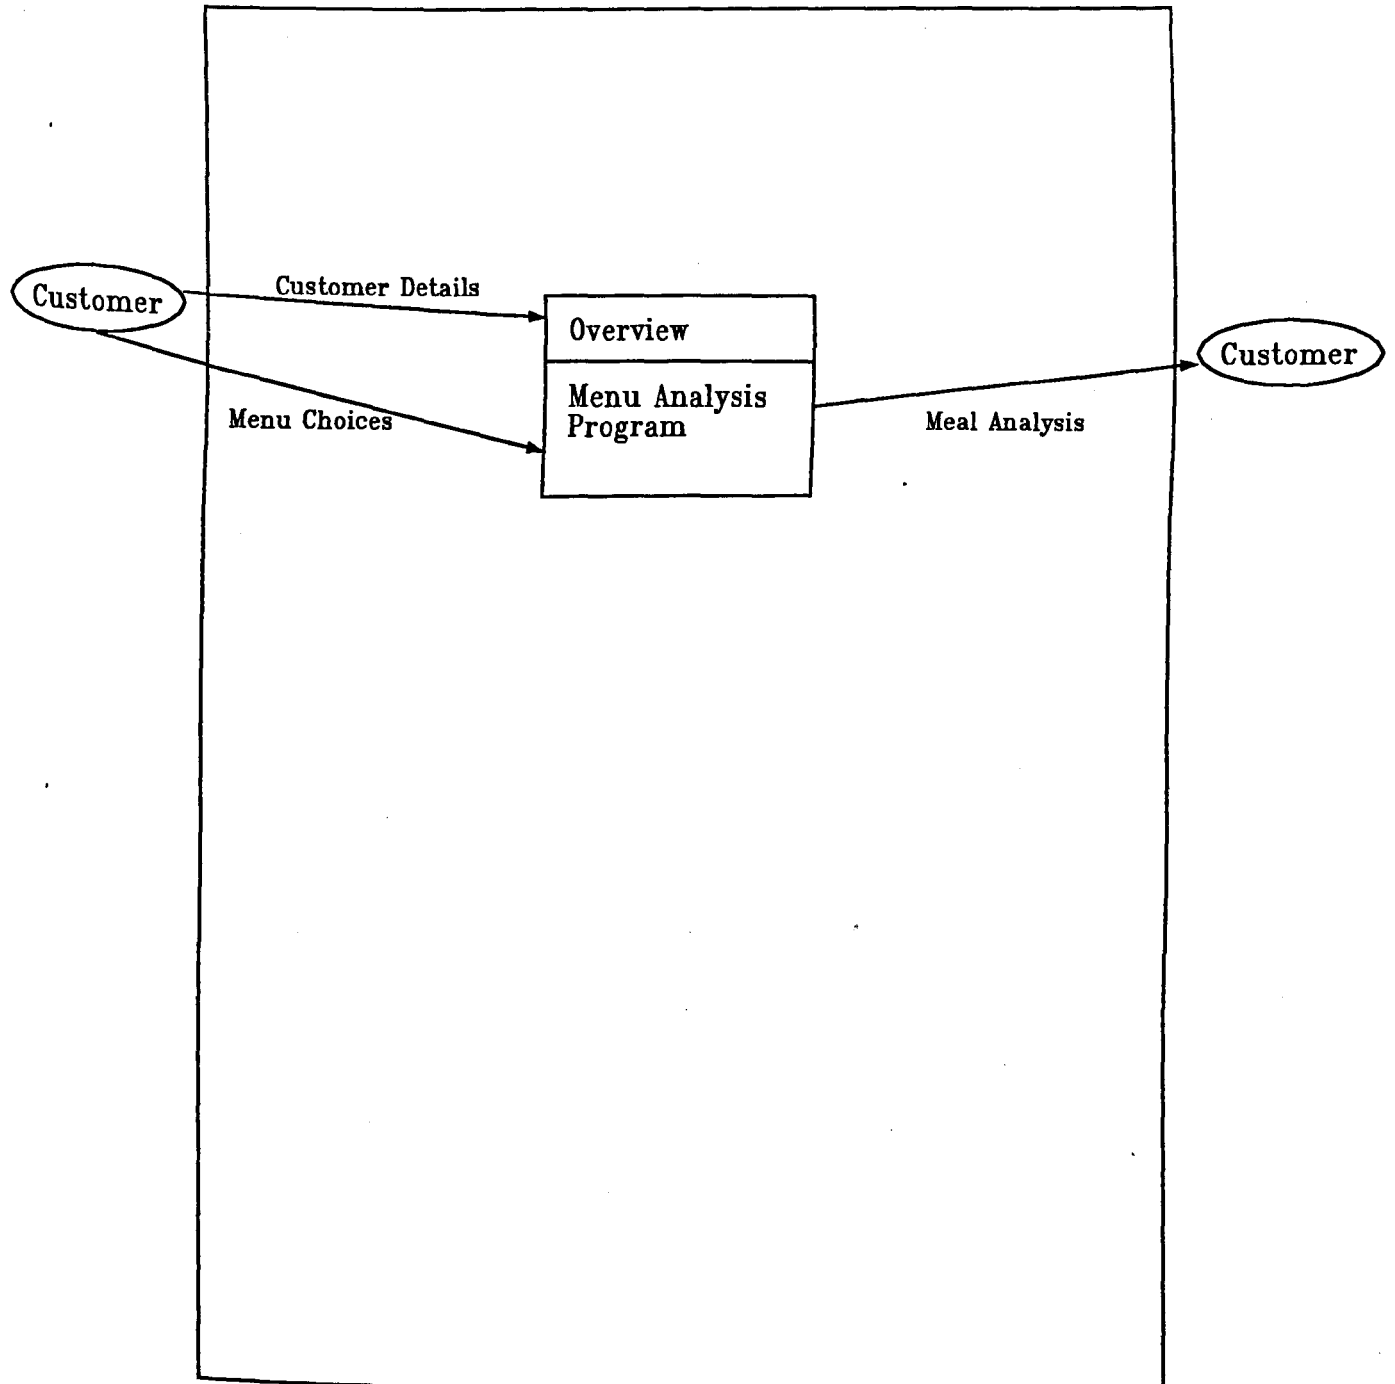 Customer
Customer Details
Overview
Menu Analysis
Program
Menu Choices
Meal Analysis
Customer